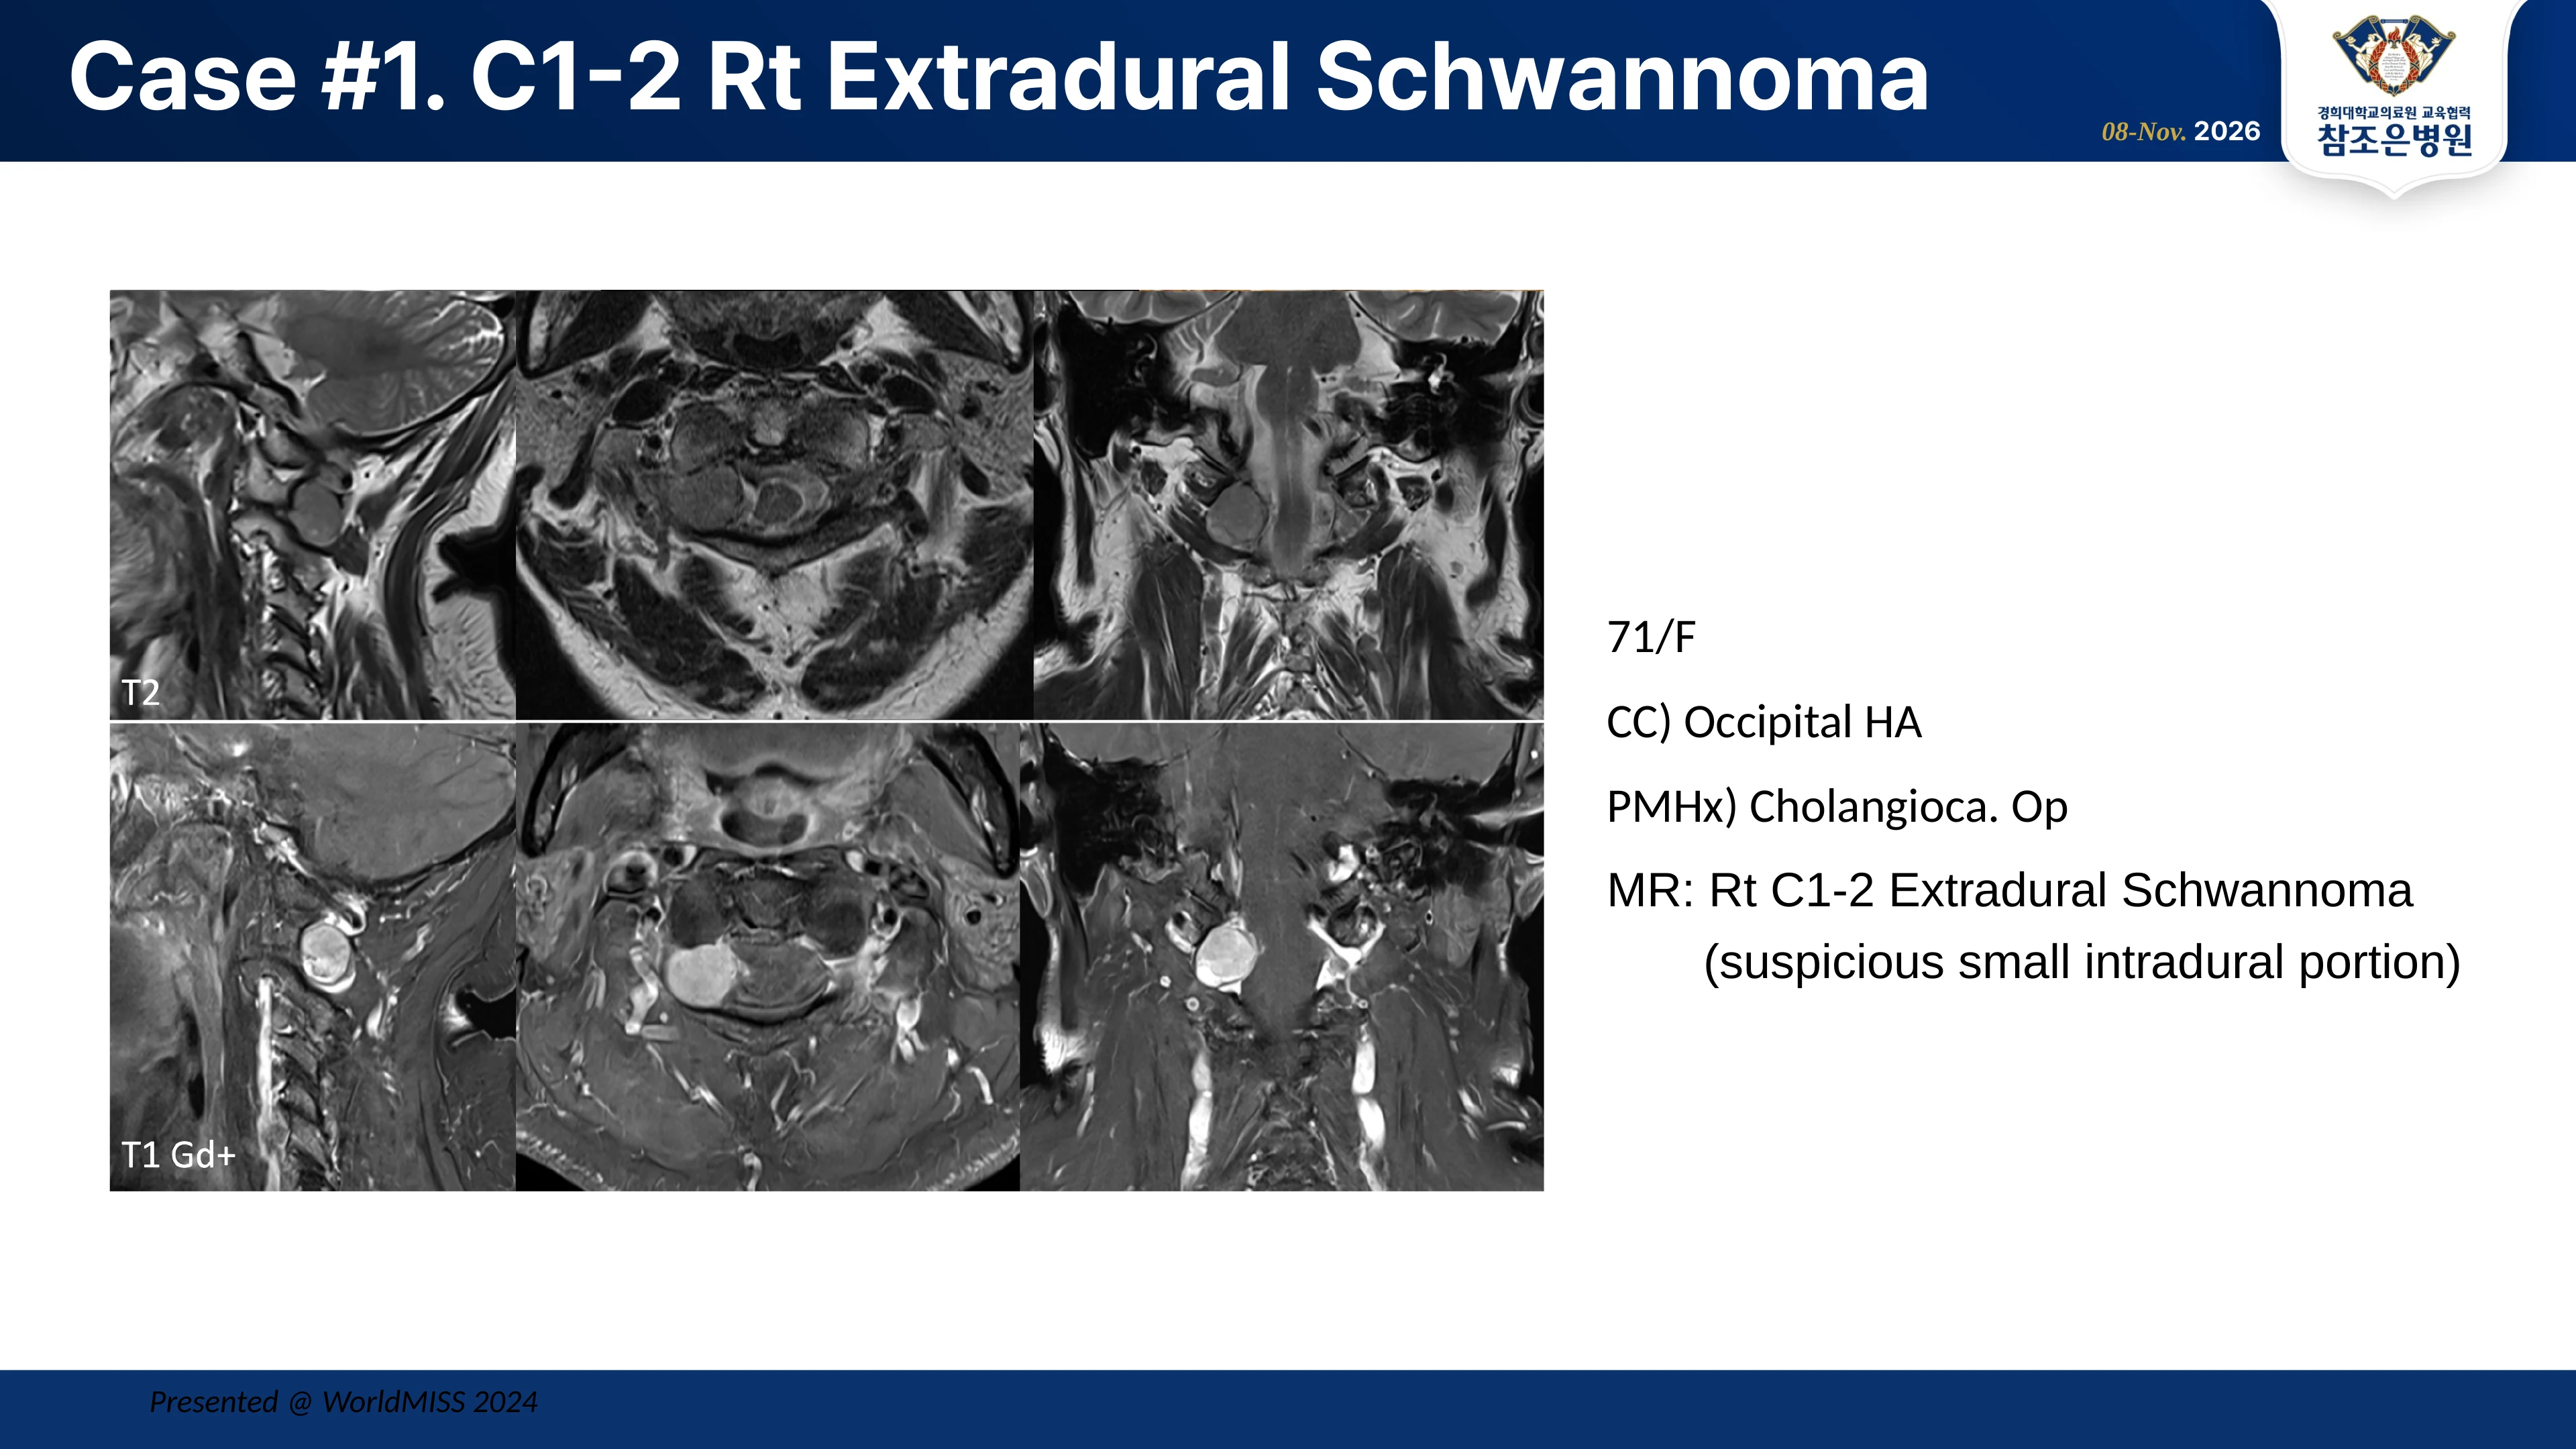 Case #1. C1-2 Rt Extradural Schwannoma
08-Nov. 2026
경희대학교의료원 교육협력
참조은병원
T2
T1 Gd+
71/F
CC) Occipital HA
PMHx) Cholangioca. Op
MR: Rt C1-2 Extradural Schwannoma
(suspicious small intradural portion)
Presented @ WorldMISS 2024